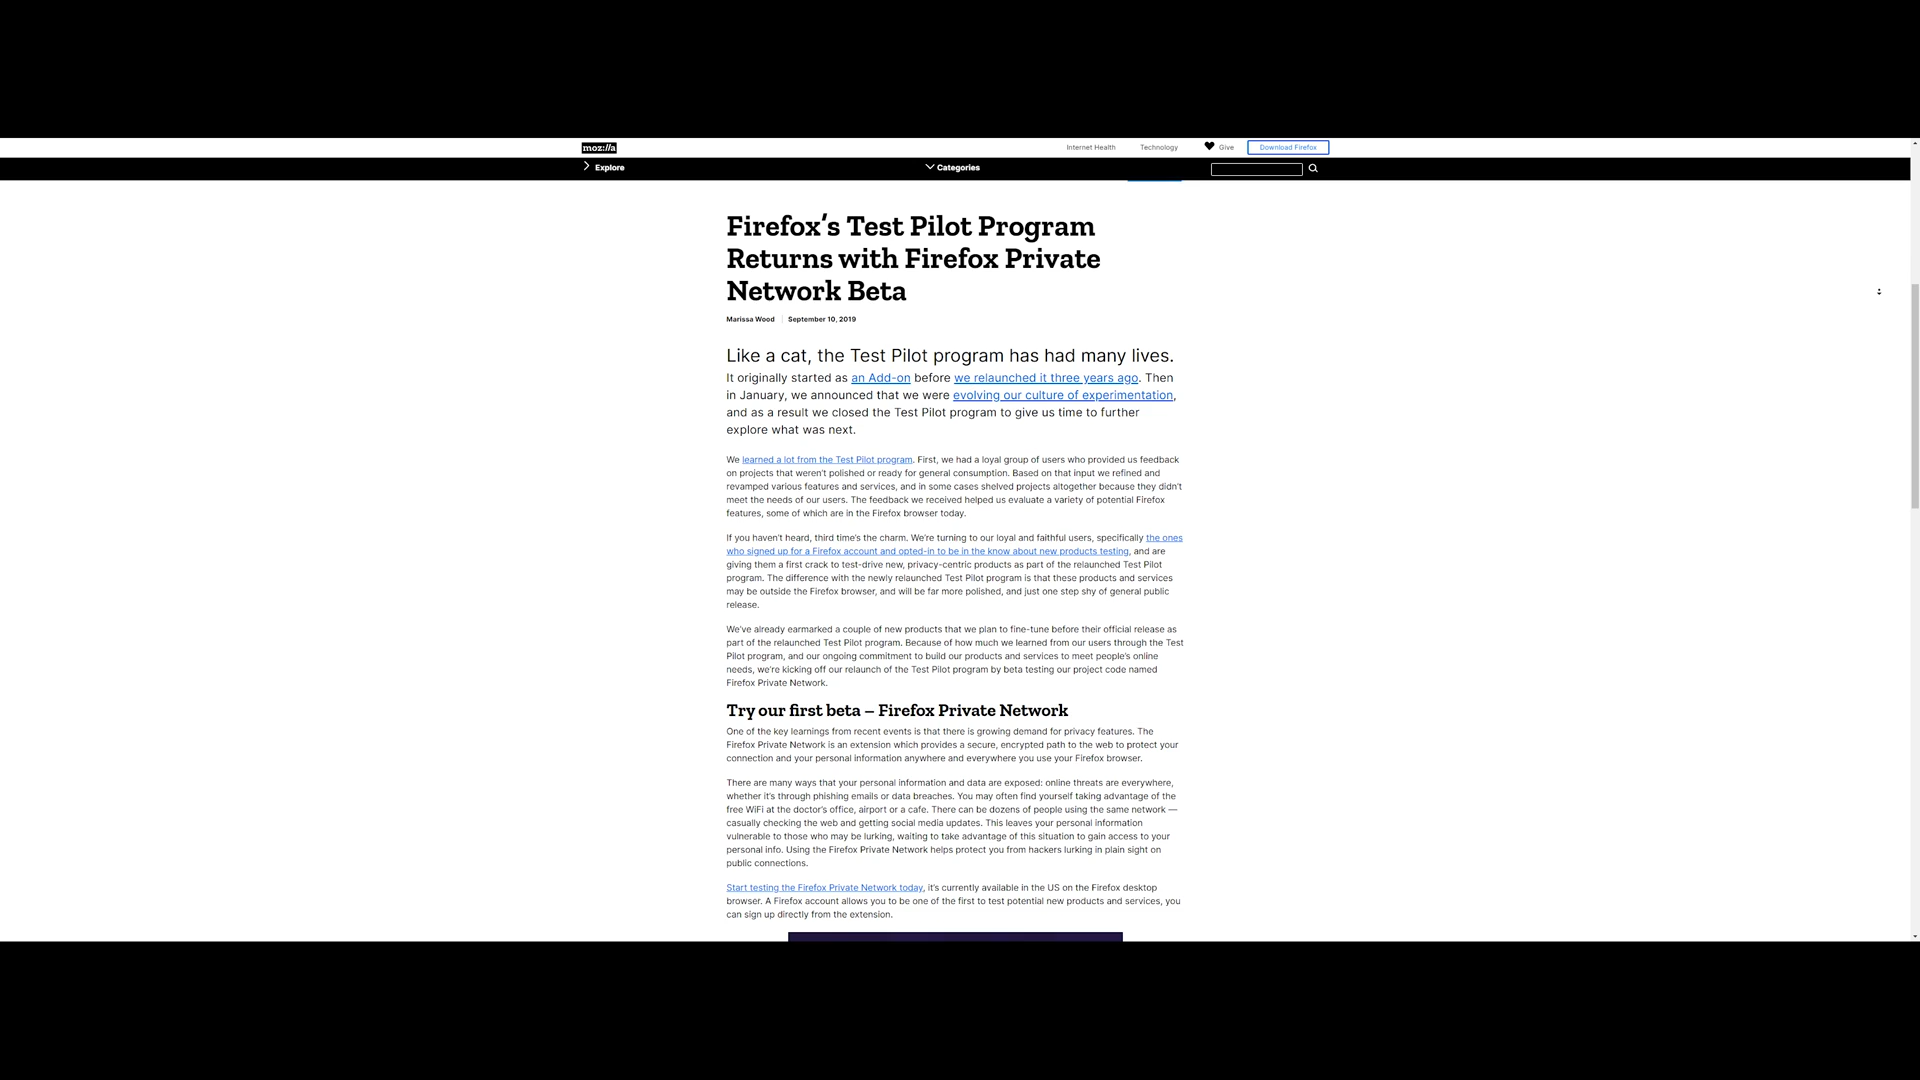 moz://a
Internet Health
Technology
Give
Download Firefox
Explore
Categories
Firefox’s Test Pilot Program
Returns with Firefox Private
Network Beta
Marissa Wood
September 10, 2019
Like a cat, the Test Pilot program has had many lives.
It originally started as an Add-on before we relaunched it three years ago. Then
in January, we announced that we were evolving our culture of experimentation,
and as a result we closed the Test Pilot program to give us time to further
explore what was next.
We learned a lot from the Test Pilot program. First, we had a loyal group of users who provided us feedback
on projects that weren’t polished or ready for general consumption. Based on that input we refined and
revamped various features and services, and in some cases shelved projects altogether because they didn’t
meet the needs of our users. The feedback we received helped us evaluate a variety of potential Firefox
features, some of which are in the Firefox browser today.
If you haven’t heard, third time’s the charm. We’re turning to our loyal and faithful users, specifically the ones
who signed up for a Firefox account and opted-in to be in the know about new products testing, and are
giving them a first crack to test-drive new, privacy-centric products as part of the relaunched Test Pilot
program. The difference with the newly relaunched Test Pilot program is that these products and services
may be outside the Firefox browser, and will be far more polished, and just one step shy of general public
release.
We’ve already earmarked a couple of new products that we plan to fine-tune before their official release as
part of the relaunched Test Pilot program. Because of how much we learned from our users through the Test
Pilot program, and our ongoing commitment to build our products and services to meet people’s online
needs, we’re kicking off our relaunch of the Test Pilot program by beta testing our project code named
Firefox Private Network.
Try our first beta – Firefox Private Network
One of the key learnings from recent events is that there is growing demand for privacy features. The
Firefox Private Network is an extension which provides a secure, encrypted path to the web to protect your
connection and your personal information anywhere and everywhere you use your Firefox browser.
There are many ways that your personal information and data are exposed: online threats are everywhere,
whether it’s through phishing emails or data breaches. You may often find yourself taking advantage of the
free WiFi at the doctor’s office, airport or a cafe. There can be dozens of people using the same network —
casually checking the web and getting social media updates. This leaves your personal information
vulnerable to those who may be lurking, waiting to take advantage of this situation to gain access to your
personal info. Using the Firefox Private Network helps protect you from hackers lurking in plain sight on
public connections.
Start testing the Firefox Private Network today, it’s currently available in the US on the Firefox desktop
browser. A Firefox account allows you to be one of the first to test potential new products and services, you
can sign up directly from the extension.